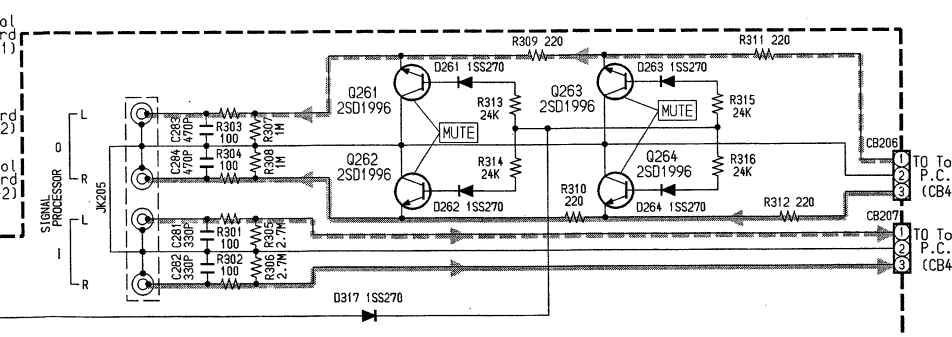 al
rd
1)
R309 220
R311 220
D261 1SS270
D263 1SS270
Q261
2SD1996
Q263
2SD1996
R313
24K
R315
24K
rd
2)
L
C283
470P
R303
100
R307
1M
MUTE
MUTE
O
C284
470P
R304
100
R308
1M
Q262
2SD1996
R314
24K
Q264
2SD1996
R316
24K
CB206
1
TO To
2
P.C.
3
(CB4
al
rd
2)
R
JK205
SIGNAL
PROCESSOR
D262 1SS270
R310
220
D264 1SS270
R312 220
CB207
L
C281
330P
R301
100
R305
2.7M
1
TO To
2
P.C.
3
(CB4
I
C282
330P
R302
100
R306
2.7M
R
D317 1SS270